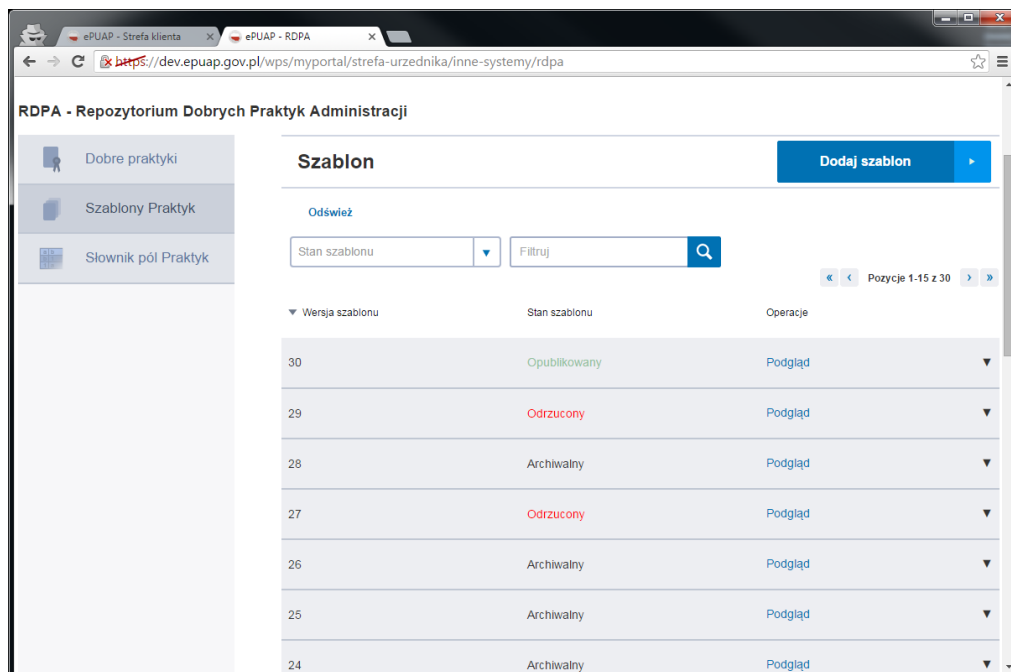 ePUAP - Strefa klienta
ePUAP - RDPA
https://dev.epuap.gov.pl/wps/myportal/strefa-urzednika/inne-systemy/rdpa
RDPA - Repozytorium Dobrych Praktyk Administracji
Dobre praktyki
Szablony Praktyk
Słownik pól Praktyk
Szablon
Dodaj szablon
Odśwież
Stan szablonu
Filtruj
« ‹ Pozycje 1-15 z 30 › »
Wersja szablonu Stan szablonu Operacje
30 Opublikowany Podgląd
29 Odrzucony Podgląd
28 Archiwalny Podgląd
27 Odrzucony Podgląd
26 Archiwalny Podgląd
25 Archiwalny Podgląd
24 Archiwalny Podgląd